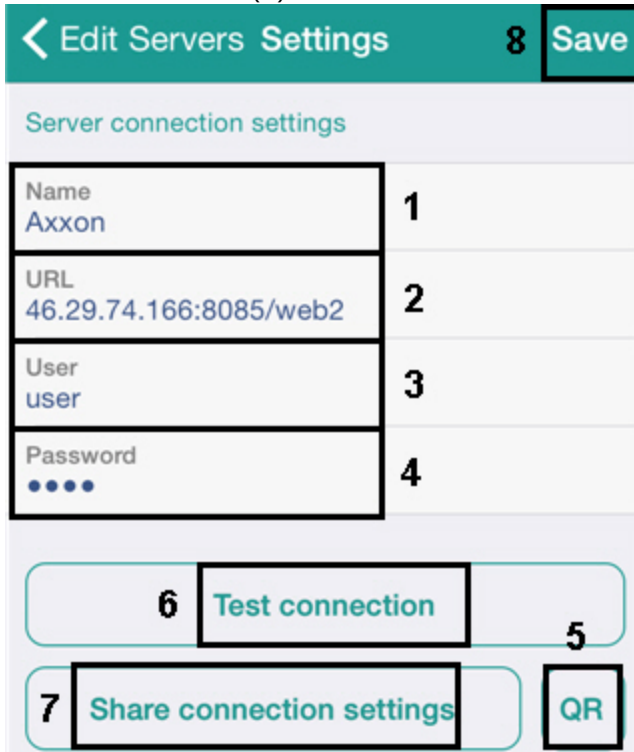 Edit Servers Settings 8 Save
Server connection settings
Name
Axxon
1
URL
46.29.74.166:8085/web2
2
User
user
3
Password
••••
4
6 Test connection
5
7 Share connection settings QR